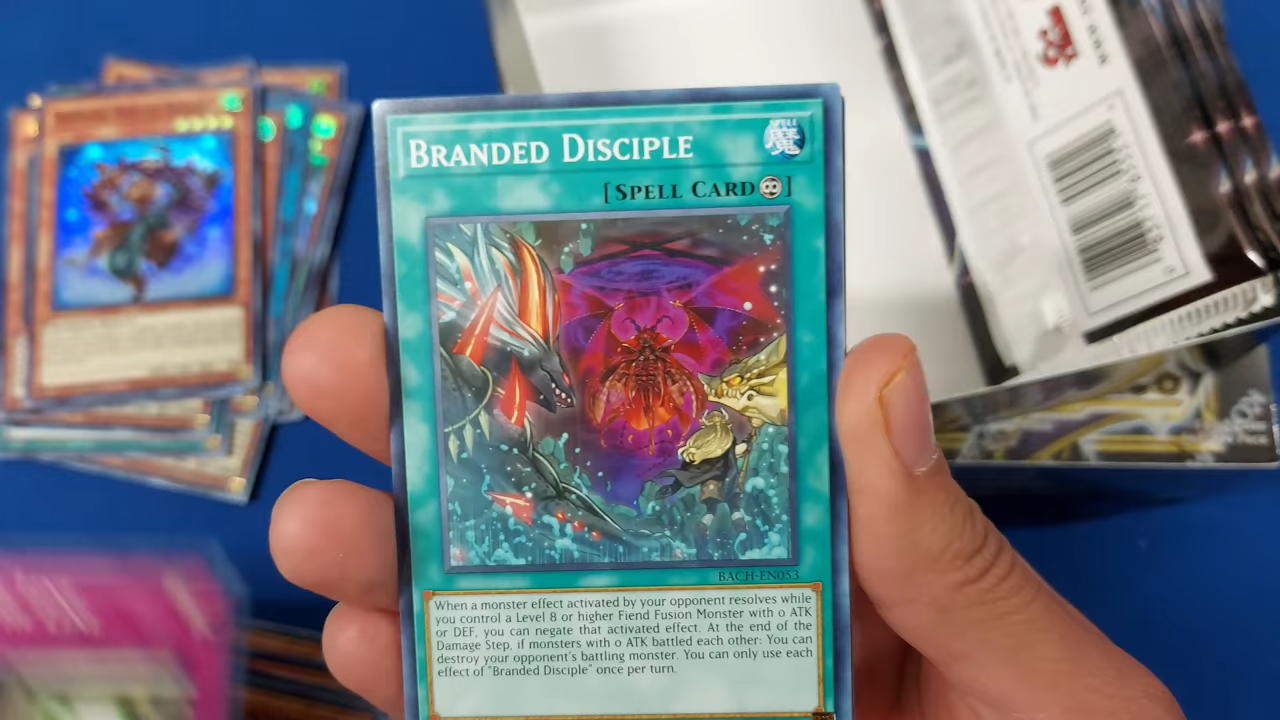 BRANDED DISCIPLE
SPELL
魔
[SPELL CARD]
BACH-EN053
When a monster effect activated by your opponent resolves while
you control a Level 8 or higher Fiend Fusion Monster with 0 ATK
or DEF, you can negate that activated effect. At the end of the
Damage Step, if monsters with 0 ATK battled each other: You can
destroy your opponent's battling monster. You can only use each
effect of "Branded Disciple" once per turn.